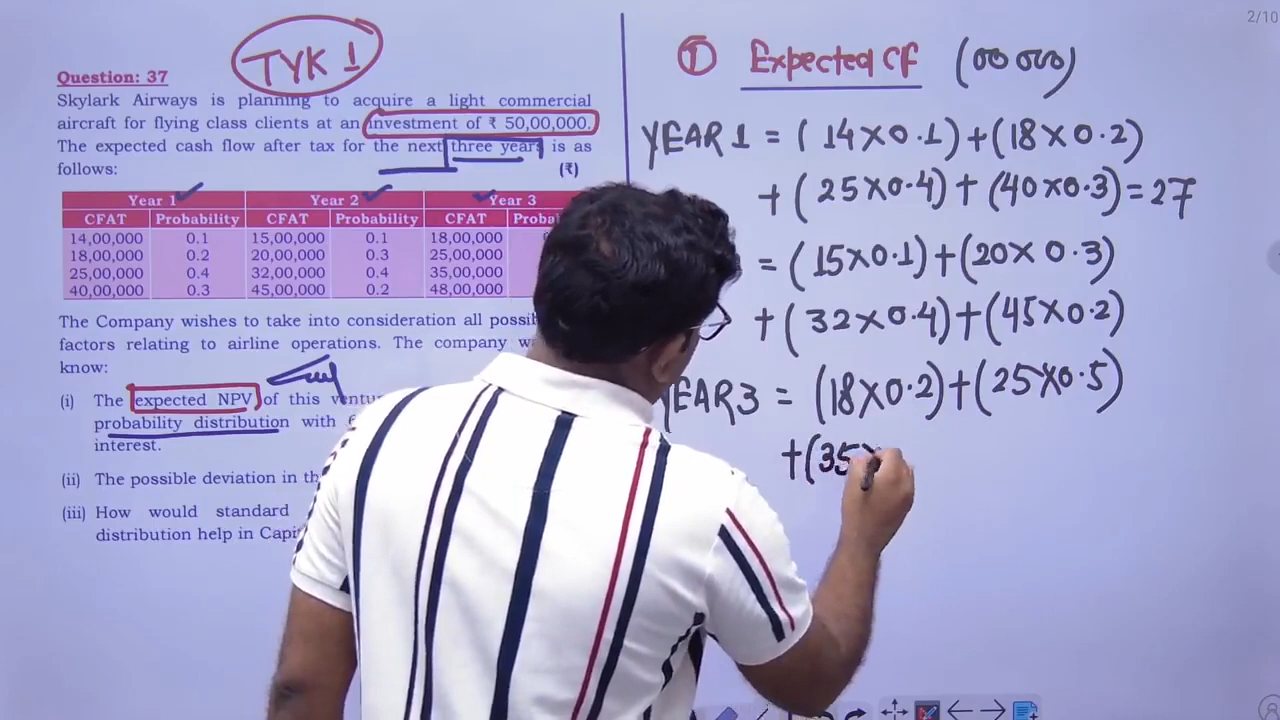 2/10
TYK 1
Question: 37
Skylark Airways is planning to acquire a light commercial
aircraft for flying class clients at an investment of ₹ 50,00,000.
The expected cash flow after tax for the next three years is as
follows: (₹)
Year 1 Year 2 Year 3
CFAT Probability CFAT Probability CFAT
14,00,000 0.1 15,00,000 0.1 18,00,000
18,00,000 0.2 20,00,000 0.3 25,00,000
25,00,000 0.4 32,00,000 0.4 35,00,000
40,00,000 0.3 45,00,000 0.2 48,00,000
The Company wishes to take into consideration all
factors relating to airline operations. The company
know:
(i) The expected NPV of this
probability distribution with
interest.
(ii) The possible deviation in
(iii) How would standard
distribution help in
① Expected CF (00 000)
YEAR 1 = (14×0.1)+(18×0.2)
+(25×0.4)+(40×0.3)=27
=(15×0.1)+(20×0.3)
+(32×0.4)+(45×0.2)
YEAR 3 = (18×0.2)+(25×0.5)
+(35×